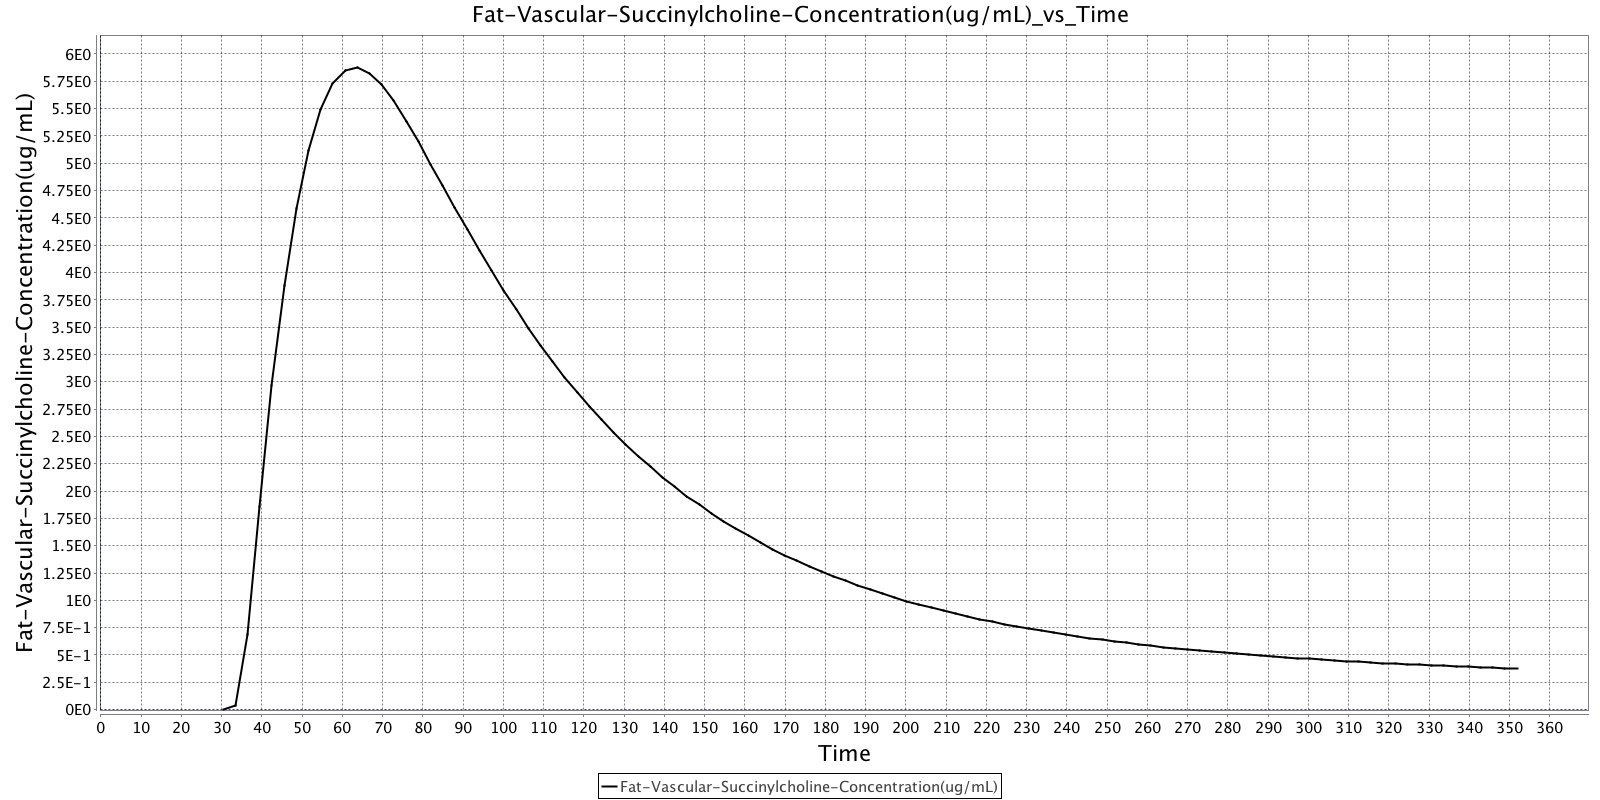 Fat-Vascular-Succinylcholine-Concentration(ug/mL)_vs_Time
Fat-Vascular-Succinylcholine-Concentration(ug/mL)
6E0
5.75E0
5.5E0
5.25E0
5E0
4.75E0
4.5E0
4.25E0
4E0
3.75E0
3.5E0
3.25E0
3E0
2.75E0
2.5E0
2.25E0
2E0
1.75E0
1.5E0
1.25E0
1E0
7.5E-1
5E-1
2.5E-1
0E0
0 10 20 30 40 50 60 70 80 90 100 110 120 130 140 150 160 170 180 190 200 210 220 230 240 250 260 270 280 290 300 310 320 330 340 350 360
Time
Fat-Vascular-Succinylcholine-Concentration(ug/mL)